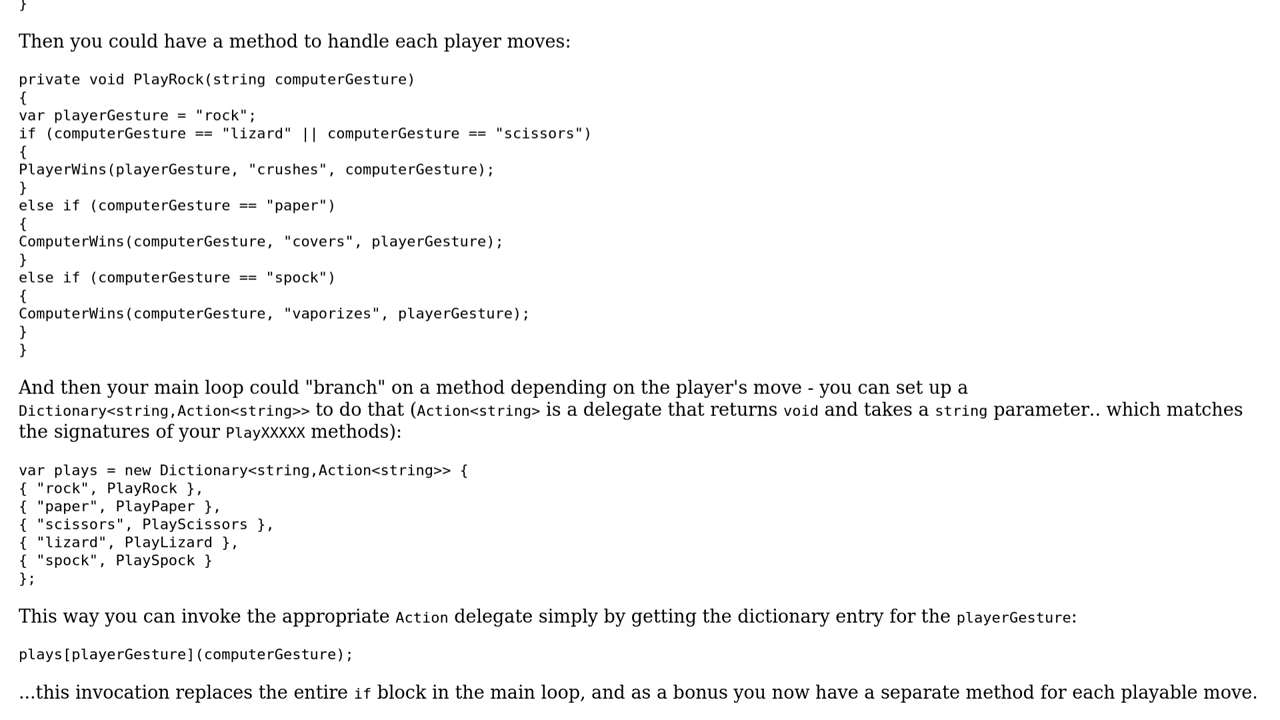 }
Then you could have a method to handle each player moves:
private void PlayRock(string computerGesture)
{
var playerGesture = "rock";
if (computerGesture == "lizard" || computerGesture == "scissors")
{
PlayerWins(playerGesture, "crushes", computerGesture);
}
else if (computerGesture == "paper")
{
ComputerWins(computerGesture, "covers", playerGesture);
}
else if (computerGesture == "spock")
{
ComputerWins(computerGesture, "vaporizes", playerGesture);
}
}
And then your main loop could "branch" on a method depending on the player's move - you can set up a
Dictionary<string,Action<string>> to do that (Action<string> is a delegate that returns void and takes a string parameter.. which matches
the signatures of your PlayXXXXX methods):
var plays = new Dictionary<string,Action<string>> {
{ "rock", PlayRock },
{ "paper", PlayPaper },
{ "scissors", PlayScissors },
{ "lizard", PlayLizard },
{ "spock", PlaySpock }
};
This way you can invoke the appropriate Action delegate simply by getting the dictionary entry for the playerGesture:
plays[playerGesture](computerGesture);
...this invocation replaces the entire if block in the main loop, and as a bonus you now have a separate method for each playable move.